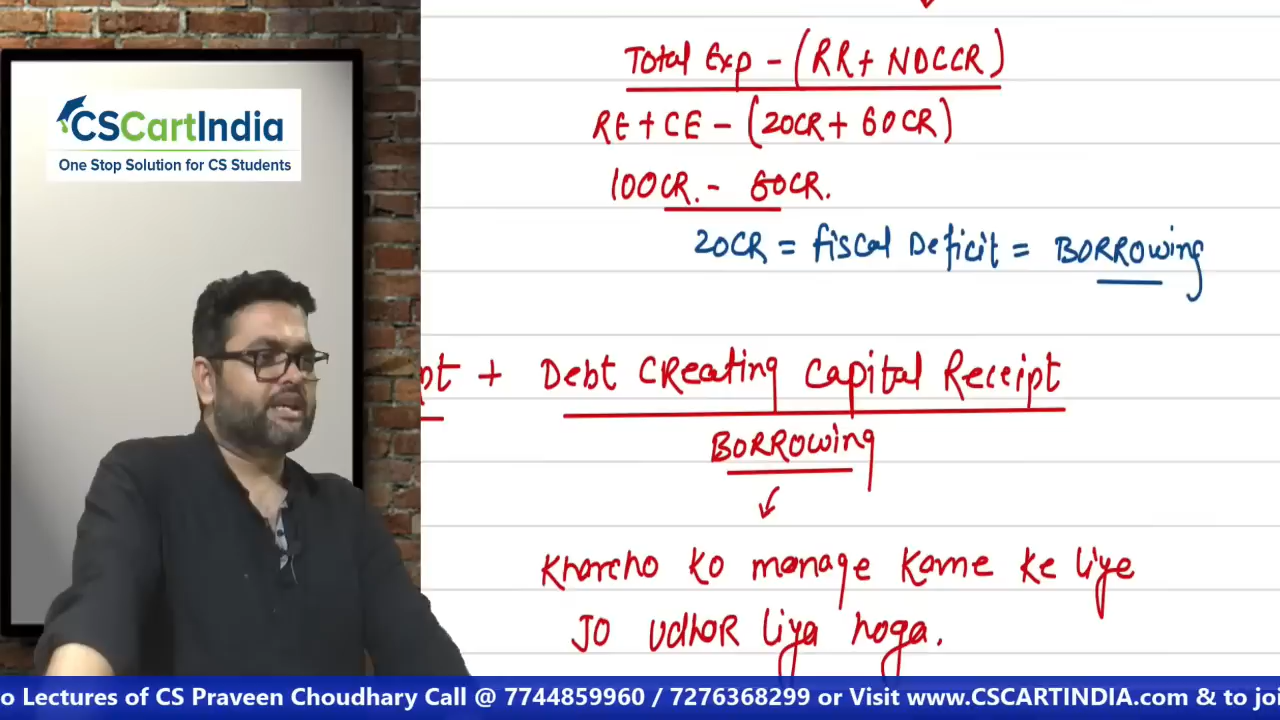 CSCartIndia
One Stop Solution for CS Students
Total Exp - (RR + NDCCR)
RE + CE - (20CR + 60CR)
100CR. - 80CR.
20CR = fiscal Deficit = BORROWing
pt + Debt CReating Capital Receipt
BORROWing
Kharcho ko manage karne ke liye
Jo udhaR liya hoga.
o Lectures of CS Praveen Choudhary Call @ 7744859960 / 7276368299 or Visit www.CSCARTINDIA.com & to joi